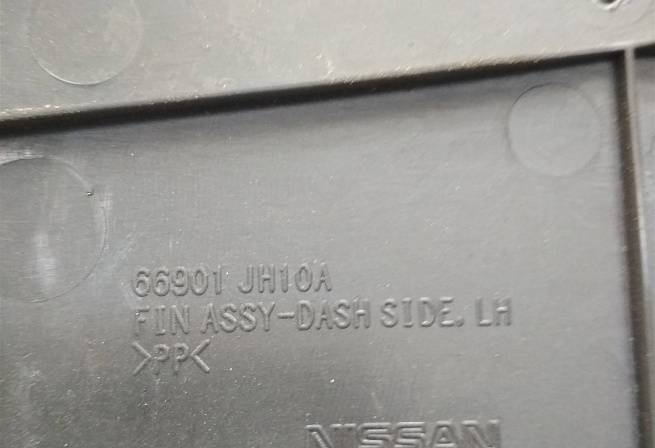 66901 JH10A
FIN ASSY-DASH SIDE. LH
>PP<
NISSAN